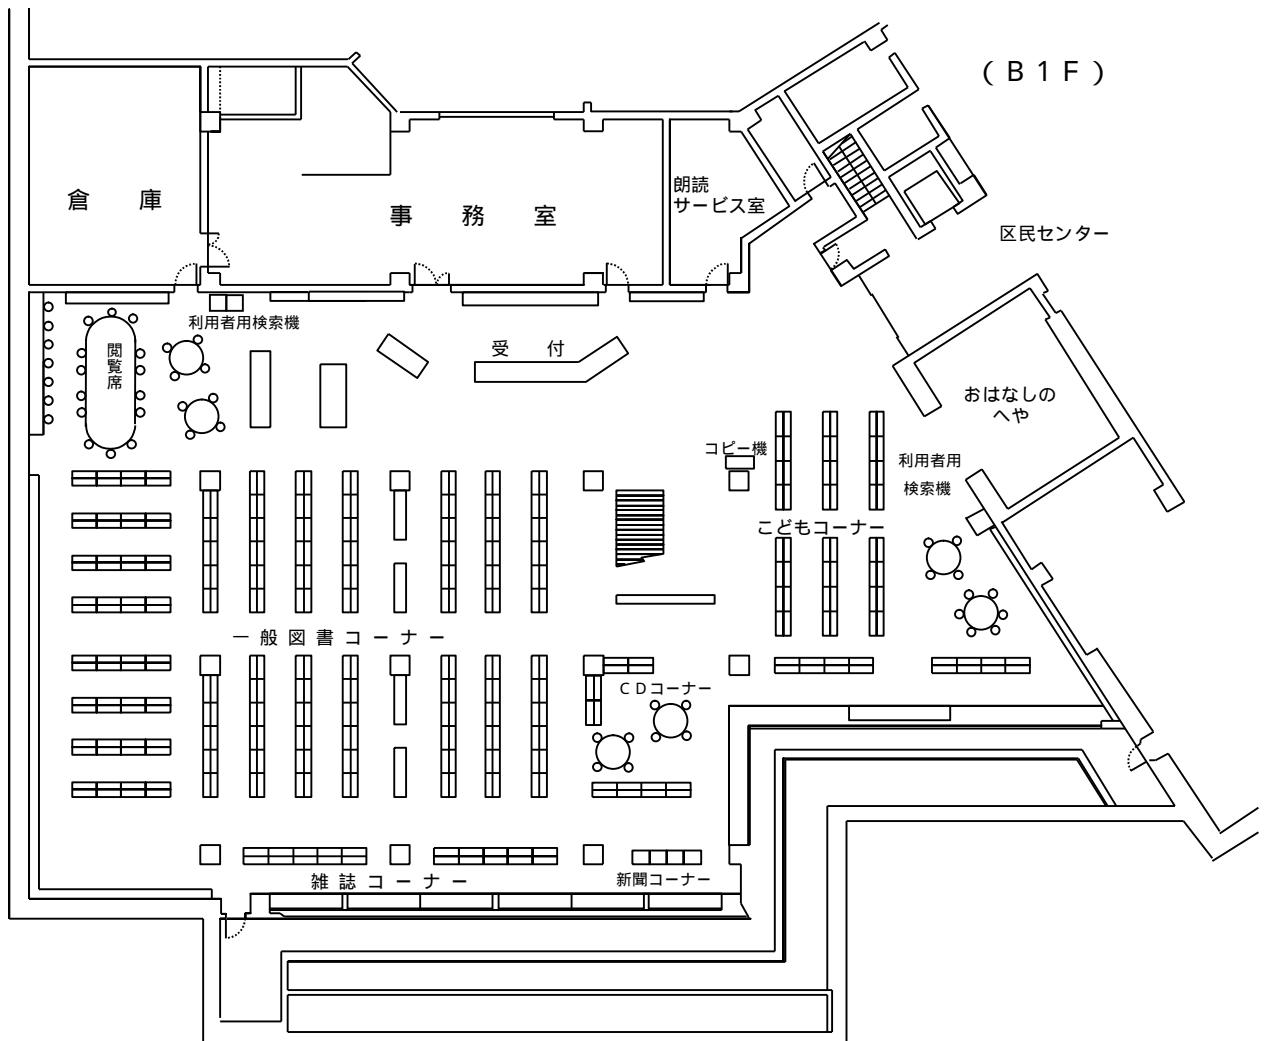 （Ｂ１Ｆ）
倉庫
事務室
朗読
サービス室
区民センター
利用者用検索機
閲覧席
受付
おはなしの
へや
コピー機
利用者用
検索機
こどもコーナー
一般図書コーナー
ＣＤコーナー
雑誌コーナー
新聞コーナー